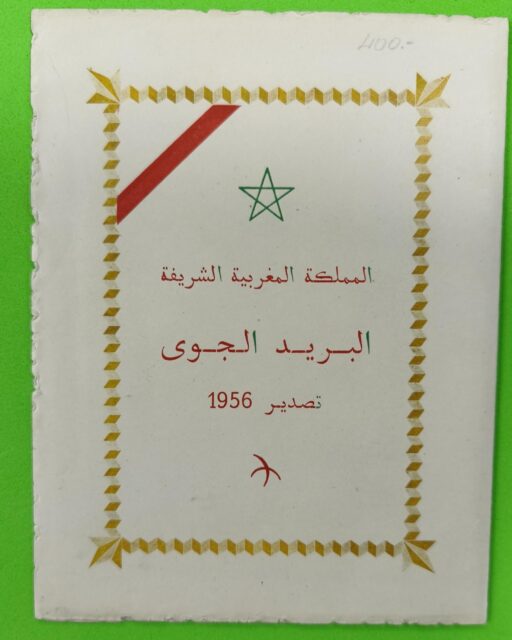 400.-
المملكة المغربية الشريفة
البريد الجوى
تصدير 1956